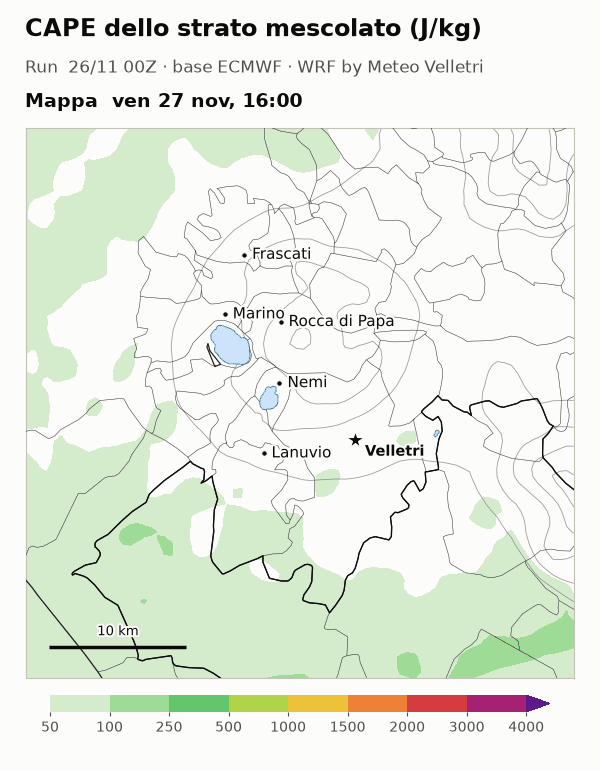 CAPE dello strato mescolato (J/kg)
Run  26/11 00Z · base ECMWF · WRF by Meteo Velletri
Mappa  ven 27 nov, 16:00
Frascati
Marino
Rocca di Papa
Nemi
Velletri
Lanuvio
10 km
50 100 250 500 1000 1500 2000 3000 4000